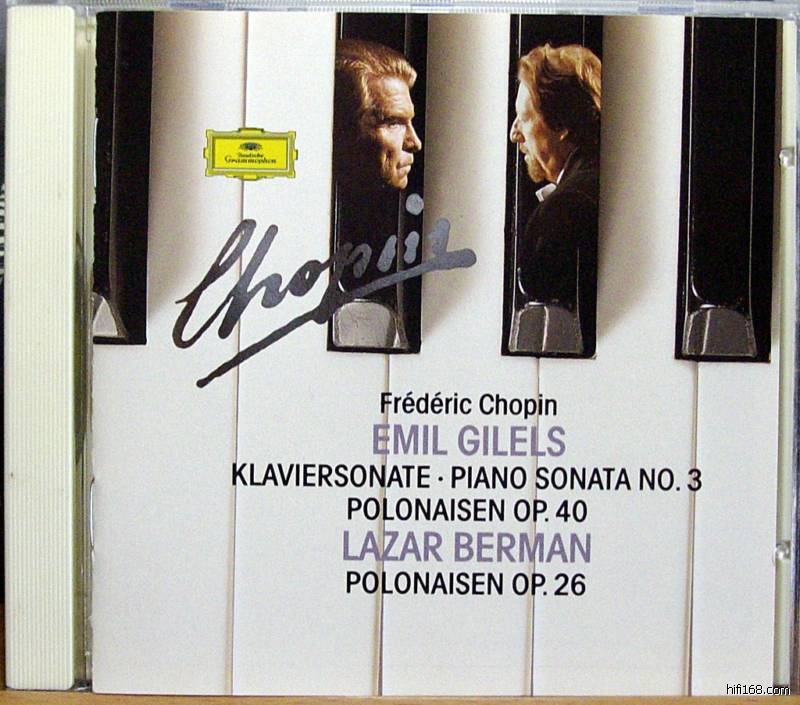 Deutsche
Grammophon
Chopin
Frédéric Chopin
EMIL GILELS
KLAVIERSONATE · PIANO SONATA NO. 3
POLONAISEN OP. 40
LAZAR BERMAN
POLONAISEN OP. 26
hifi168.com